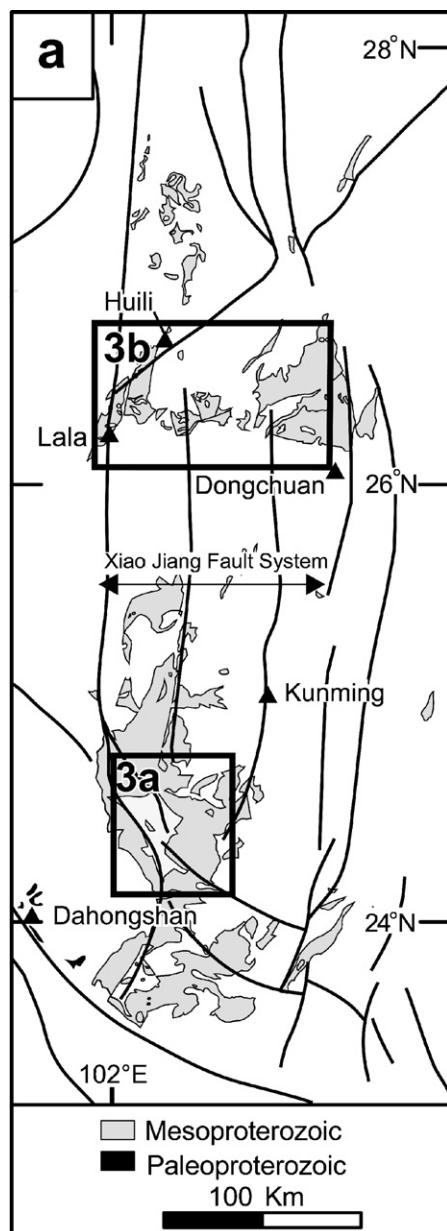 a
28°N
Huili
3b
Lala
Dongchuan
26°N
Xiao Jiang Fault System
Kunming
3a
Dahongshan
24°N
102°E
Mesoproterozoic
Paleoproterozoic
100 Km